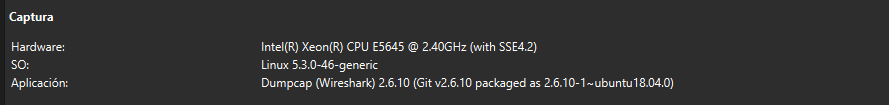 Captura
Hardware: Intel(R) Xeon(R) CPU E5645 @ 2.40GHz (with SSE4.2)
SO: Linux 5.3.0-46-generic
Aplicación: Dumpcap (Wireshark) 2.6.10 (Git v2.6.10 packaged as 2.6.10-1~ubuntu18.04.0)